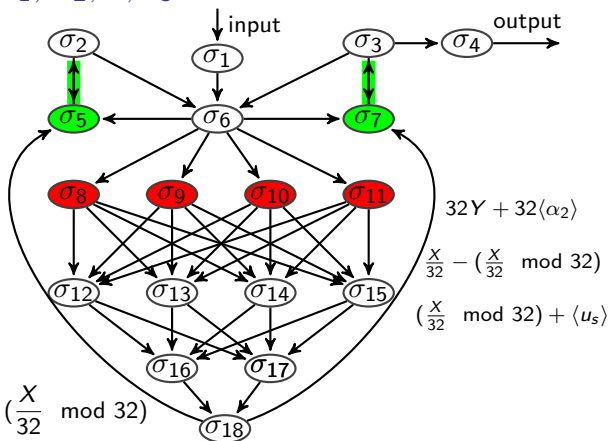 input
output
σ2
σ1
σ3
σ4
σ5
σ6
σ7
σ8
σ9
σ10
σ11
32Y + 32⟨α2⟩
X/32 − (X/32 mod 32)
σ12
σ13
σ14
σ15
(X/32 mod 32) + ⟨us⟩
σ16
σ17
(X/32 mod 32)
σ18